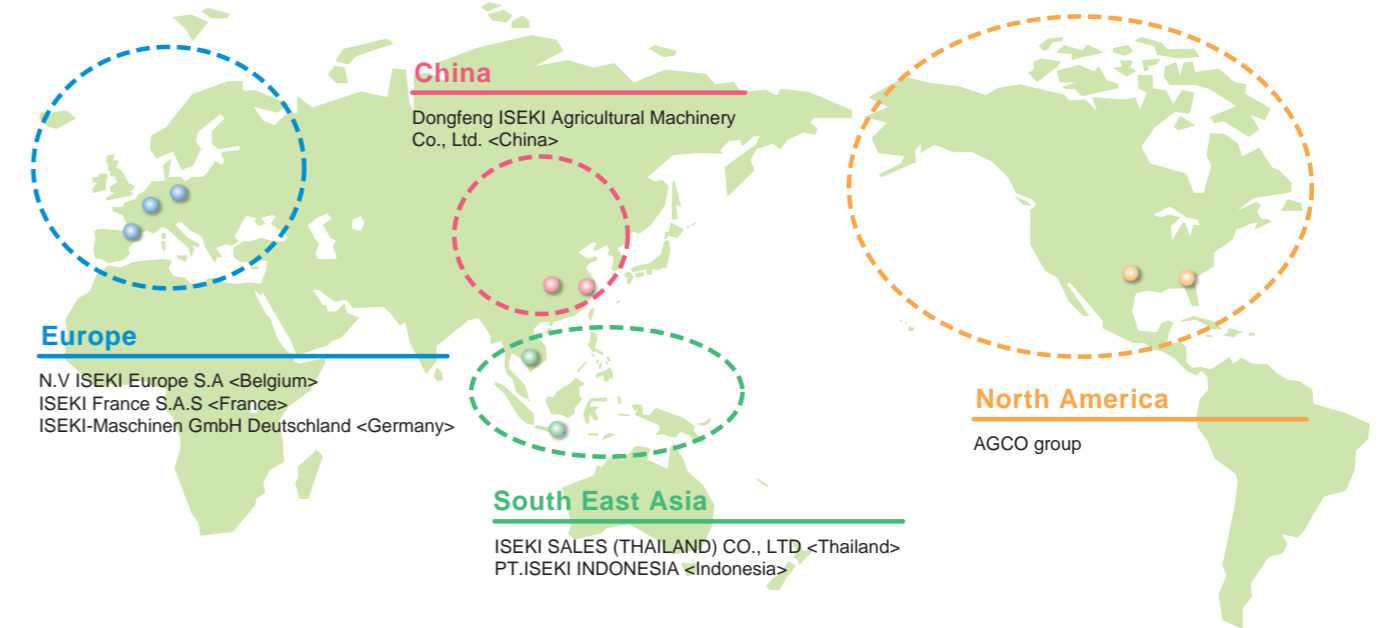 China
Dongfeng ISEKI Agricultural Machinery
Co., Ltd. <China>
Europe
N.V ISEKI Europe S.A <Belgium>
ISEKI France S.A.S <France>
ISEKI-Maschinen GmbH Deutschland <Germany>
North America
AGCO group
South East Asia
ISEKI SALES (THAILAND) CO., LTD <Thailand>
PT.ISEKI INDONESIA <Indonesia>